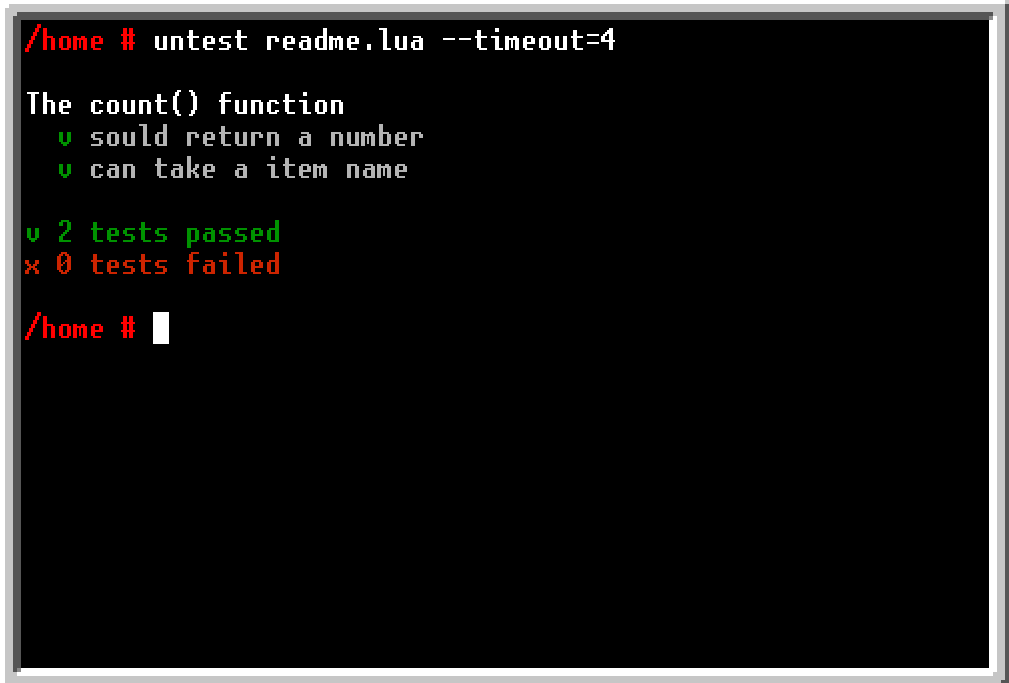 /home # untest readme.lua --timeout=4
The count() function
v sould return a number
v can take a item name
v 2 tests passed
x 0 tests failed
/home #